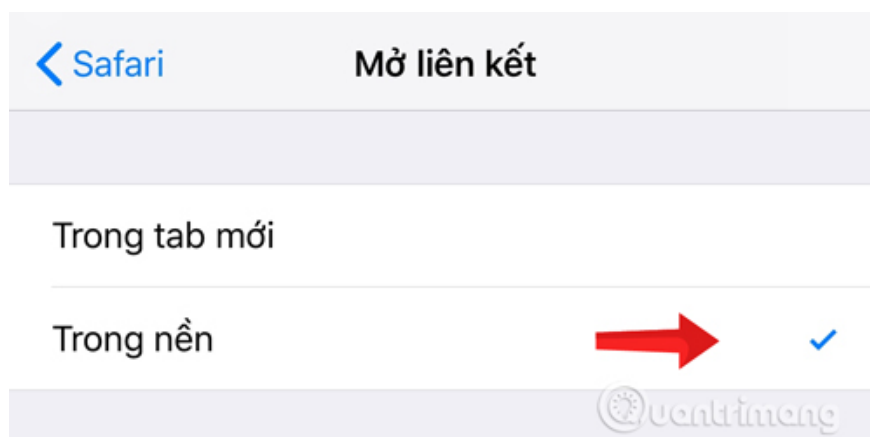 Safari
Mở liên kết
Trong tab mới
Trong nền
Quantrimang